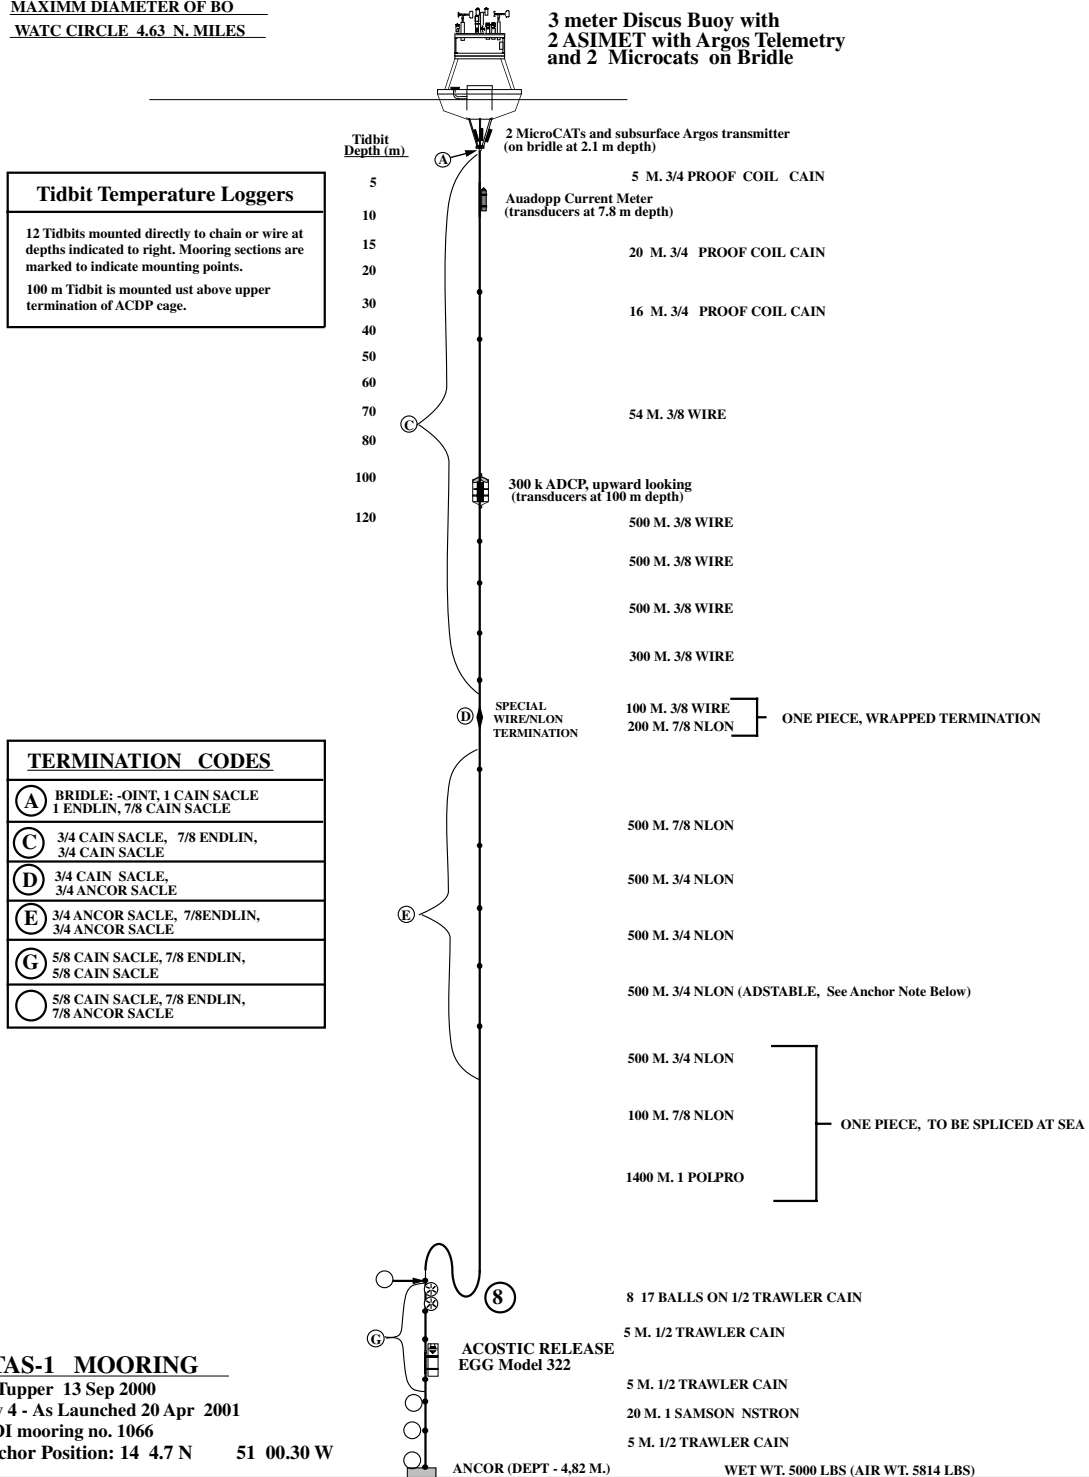 MAXIMM DIAMETER OF BO
WATC CIRCLE 4.63 N. MILES
3 meter Discus Buoy with
2 ASIMET with Argos Telemetry
and 2 Microcats on Bridle
2 MicroCATs and subsurface Argos transmitter
(on bridle at 2.1 m depth)
Tidbit
Depth (m)
A
5 M. 3/4 PROOF COIL CAIN
Auadopp Current Meter
(transducers at 7.8 m depth)
Tidbit Temperature Loggers
12 Tidbits mounted directly to chain or wire at
depths indicated to right. Mooring sections are
marked to indicate mounting points.
100 m Tidbit is mounted ust above upper
termination of ACDP cage.
5
10
15
20
30
40
50
60
70
80
100
120
20 M. 3/4 PROOF COIL CAIN
16 M. 3/4 PROOF COIL CAIN
54 M. 3/8 WIRE
C
300 k ADCP, upward looking
(transducers at 100 m depth)
500 M. 3/8 WIRE
500 M. 3/8 WIRE
500 M. 3/8 WIRE
300 M. 3/8 WIRE
D
SPECIAL
WIRE/NLON
TERMINATION
100 M. 3/8 WIRE
200 M. 7/8 NLON
ONE PIECE, WRAPPED TERMINATION
TERMINATION CODES
A BRIDLE: -OINT, 1 CAIN SACLE
1 ENDLIN, 7/8 CAIN SACLE
C 3/4 CAIN SACLE, 7/8 ENDLIN,
3/4 CAIN SACLE
D 3/4 CAIN SACLE,
3/4 ANCOR SACLE
E 3/4 ANCOR SACLE, 7/8ENDLIN,
3/4 ANCOR SACLE
G 5/8 CAIN SACLE, 7/8 ENDLIN,
5/8 CAIN SACLE
5/8 CAIN SACLE, 7/8 ENDLIN,
7/8 ANCOR SACLE
500 M. 7/8 NLON
500 M. 3/4 NLON
E
500 M. 3/4 NLON
500 M. 3/4 NLON (ADSTABLE, See Anchor Note Below)
500 M. 3/4 NLON
100 M. 7/8 NLON
ONE PIECE, TO BE SPLICED AT SEA
1400 M. 1 POLPRO
8
8 17 BALLS ON 1/2 TRAWLER CAIN
5 M. 1/2 TRAWLER CAIN
G
ACOSTIC RELEASE
EGG Model 322
5 M. 1/2 TRAWLER CAIN
20 M. 1 SAMSON NSTRON
5 M. 1/2 TRAWLER CAIN
ANCOR (DEPT - 4,82 M.)
WET WT. 5000 LBS (AIR WT. 5814 LBS)
TAS-1 MOORING
Tupper 13 Sep 2000
4 - As Launched 20 Apr 2001
OI mooring no. 1066
chor Position: 14 4.7 N 51 00.30 W